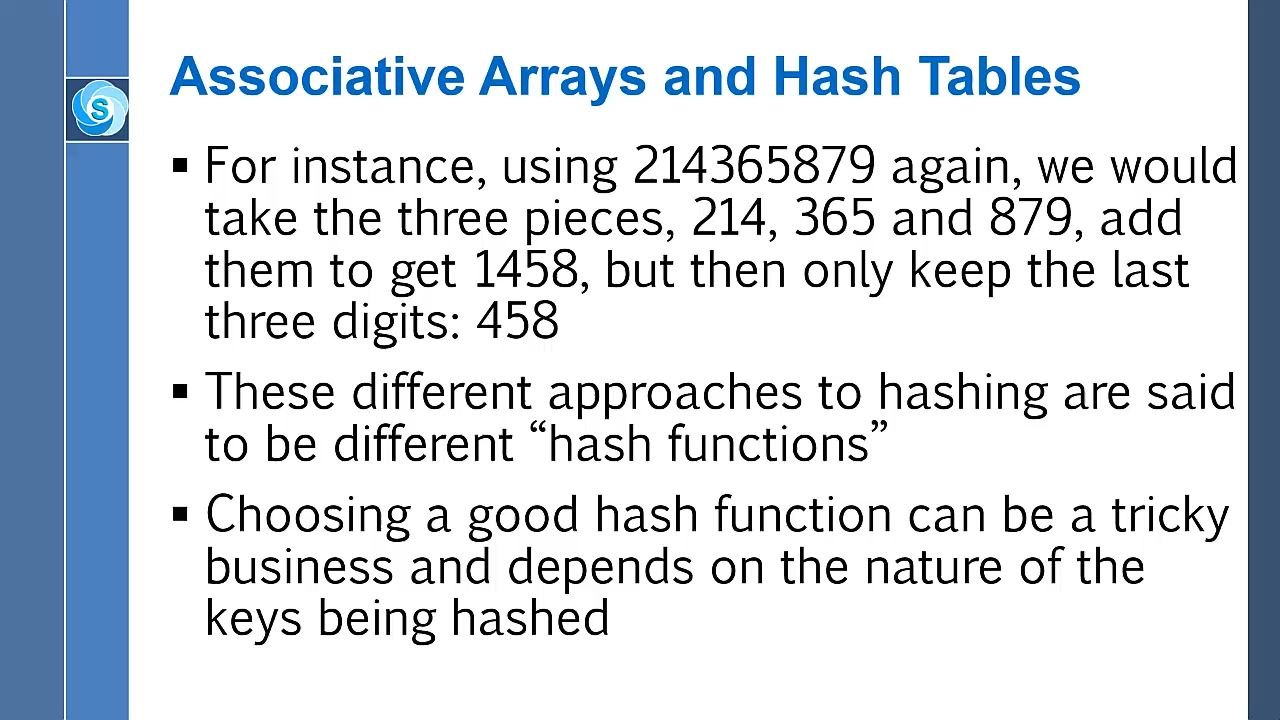 Associative Arrays and Hash Tables
S
▪ For instance, using 214365879 again, we would
take the three pieces, 214, 365 and 879, add
them to get 1458, but then only keep the last
three digits: 458
▪ These different approaches to hashing are said
to be different “hash functions”
▪ Choosing a good hash function can be a tricky
business and depends on the nature of the
keys being hashed